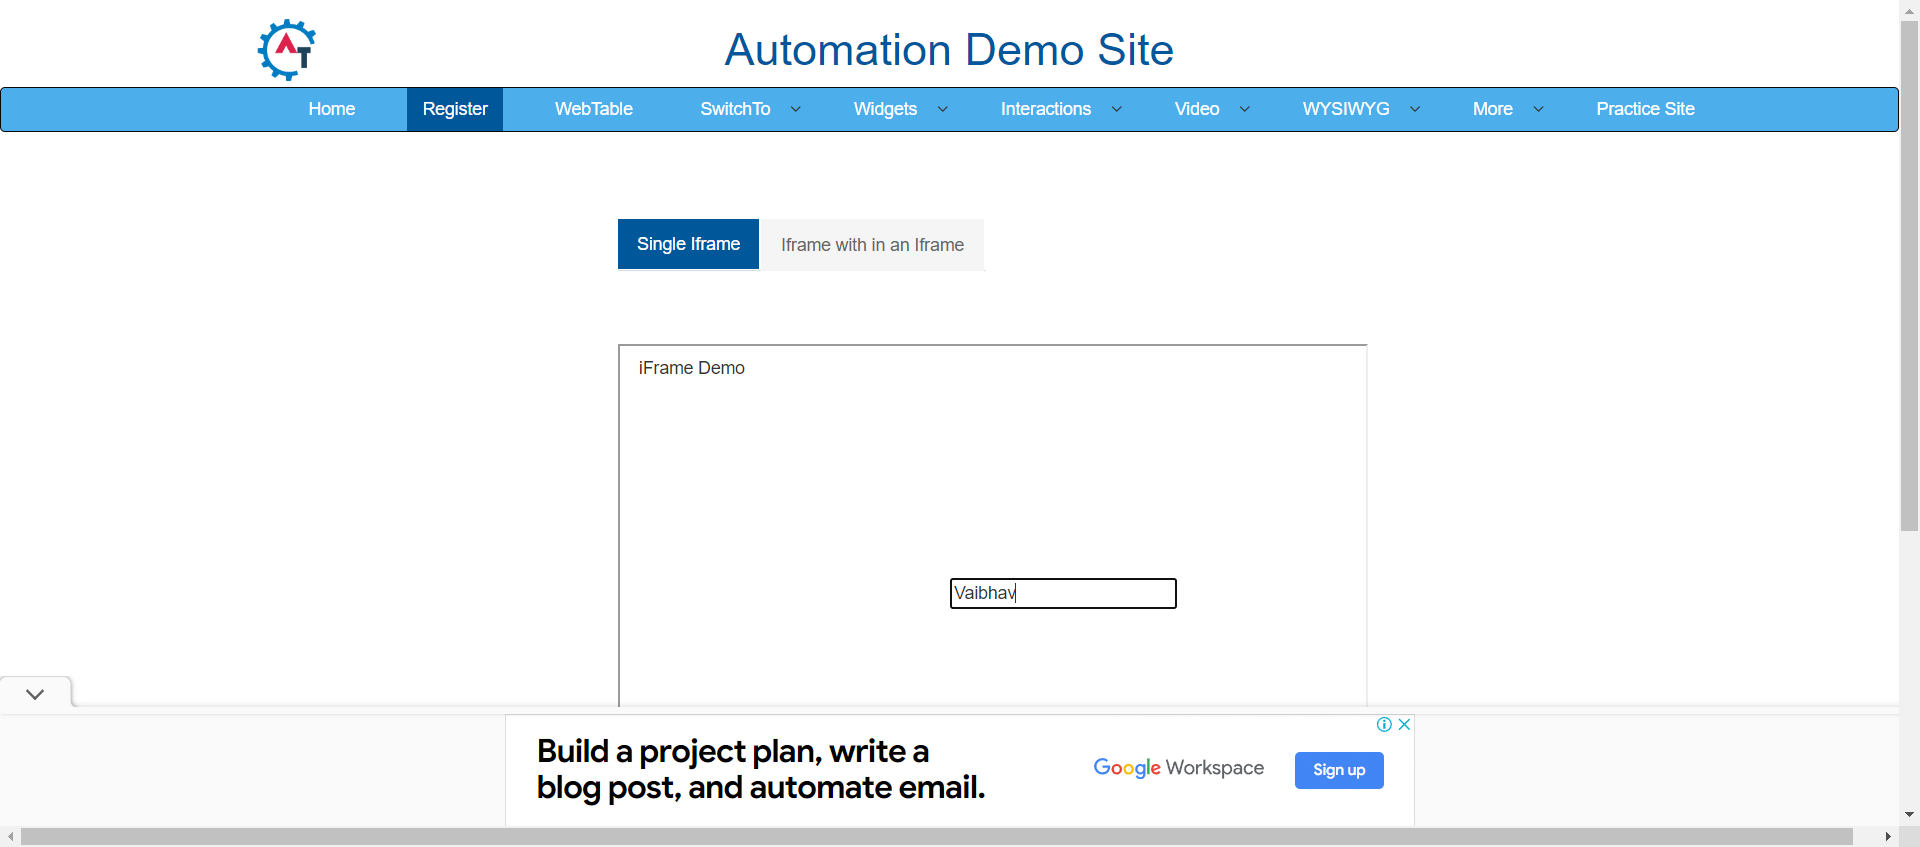 AT
Automation Demo Site
Home Register WebTable SwitchTo Widgets Interactions Video WYSIWYG More Practice Site
Single Iframe Iframe with in an Iframe
iFrame Demo
Vaibhav
Build a project plan, write a
blog post, and automate email.
Google Workspace
Sign up